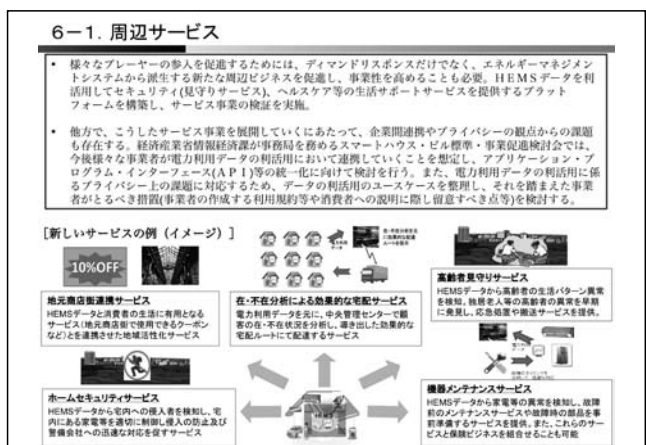 6-1. 周辺サービス
• 様々なプレーヤーの参入を促進するためには、ディマンドリスポンスだけでなく、エネルギーマネジメン
トシステムから派生する新たな周辺ビジネスを促進し、事業性を高めることも必要。HEMSデータを利
活用してセキュリティ(見守りサービス)、ヘルスケア等の生活サポートサービスを提供するプラット
フォームを構築し、サービス事業の検証を実施。
• 他方で、こうしたサービス事業を展開していくにあたって、企業間連携やプライバシーの観点からの課題
も存在する。経済産業省情報経済課が事務局を務めるスマートハウス・ビル標準・事業促進検討会では、
今後様々な事業者が電力利用データの利活用において連携していくことを想定し、アプリケーション・プ
ログラム・インターフェース(API)等の統一化に向けて検討を行う。また、電力利用データの利活用に係
るプライバシー上の課題に対応するため、データの利活用のユースケースを整理し、それを踏まえた事業
者がとるべき措置(事業者の作成する利用規約等や消費者への説明に際し留意すべき点等)を検討する。
[新しいサービスの例(イメージ)]
10%OFF
地元商店街連携サービス
HEMSデータと消費者の生活に有用となる
サービス(地元商店街で使用できるクーポン
など)とを連携させた地域活性化サービス
在・不在分析による効果的な宅配サービス
電力利用データを元に、中央管理センターで顧
客の在・不在状況を分析し、導き出した効果的な
宅配ルートにて配達するサービス
高齢者見守りサービス
HEMSデータから高齢者の生活パターン異常
を検知。独居老人等の高齢者の異常を早期
に発見し、応急処置や搬送サービスを提供。
ホームセキュリティサービス
HEMSデータから宅内への侵入者を検知し、宅
内にある家電等を適切に制御し侵入の防止及び
警備会社への迅速な対応を促すサービス
機器メンテナンスサービス
HEMSデータから家電等の異常を検知し、故障
前のメンテナンスサービスや故障時の部品を事
前準備するサービスを提供。また、これらのサー
ビスと保険ビジネスを組合せることも可能